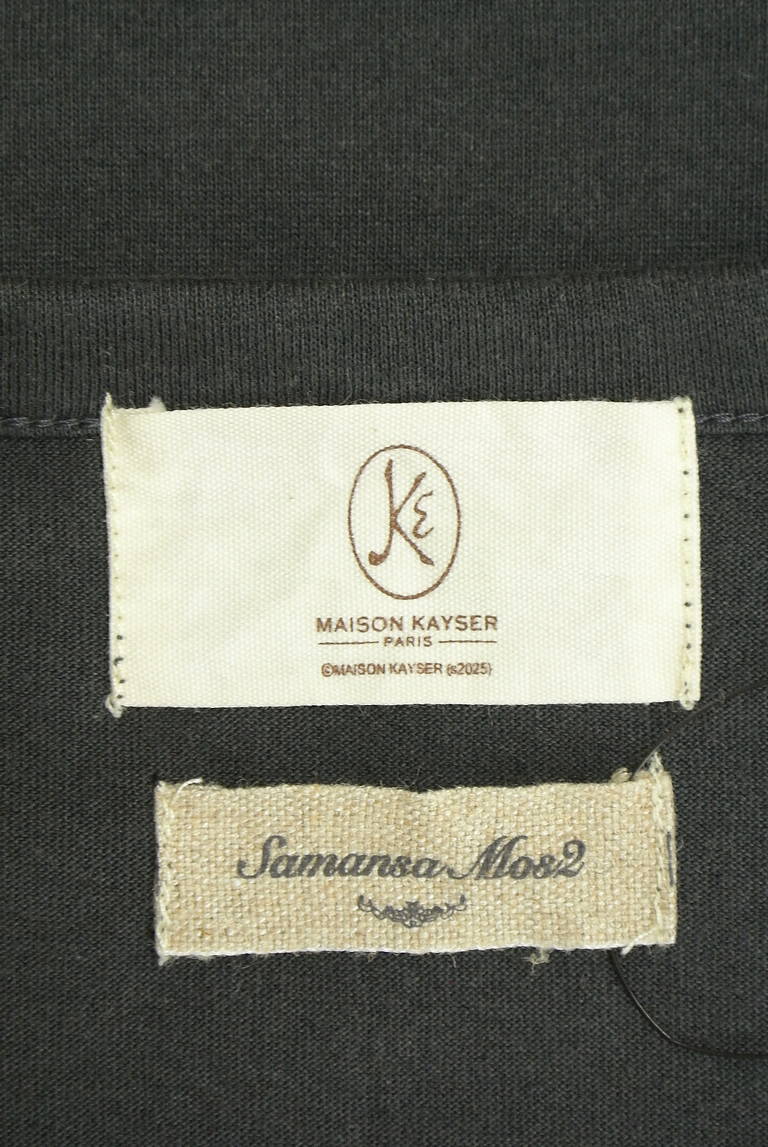 KE
MAISON KAYSER
PARIS
©MAISON KAYSER (s2025)
Samansa Mos2